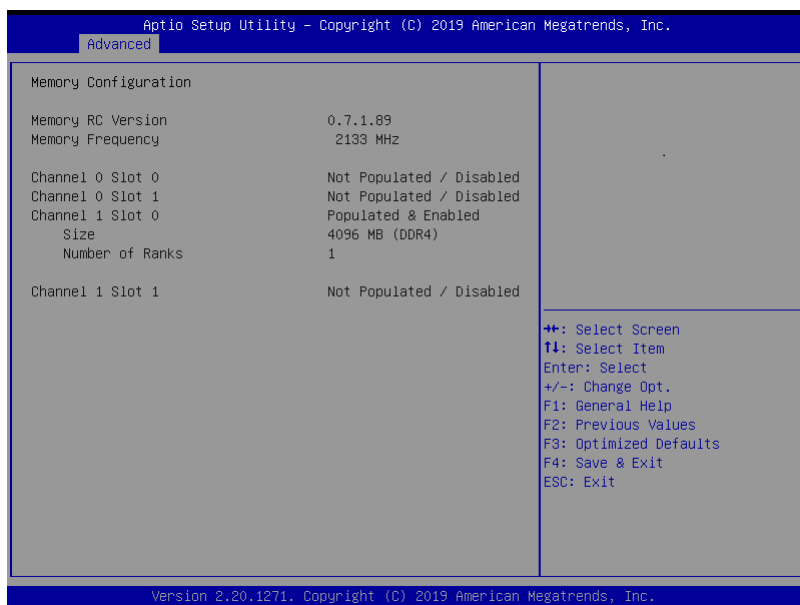 Aptio Setup Utility – Copyright (C) 2019 American Megatrends, Inc.
Advanced
Memory Configuration
Memory RC Version 0.7.1.89
Memory Frequency 2133 MHz
Channel 0 Slot 0 Not Populated / Disabled
Channel 0 Slot 1 Not Populated / Disabled
Channel 1 Slot 0 Populated & Enabled
Size 4096 MB (DDR4)
Number of Ranks 1
Channel 1 Slot 1 Not Populated / Disabled
→←: Select Screen
↑↓: Select Item
Enter: Select
+/-: Change Opt.
F1: General Help
F2: Previous Values
F3: Optimized Defaults
F4: Save & Exit
ESC: Exit
Version 2.20.1271. Copyright (C) 2019 American Megatrends, Inc.